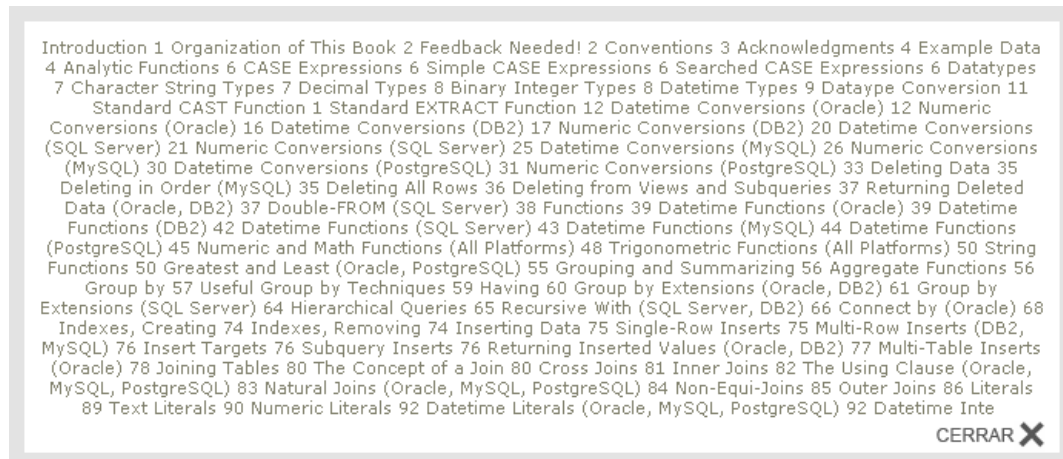 Introduction 1 Organization of This Book 2 Feedback Needed! 2 Conventions 3 Acknowledgments 4 Example Data
4 Analytic Functions 6 CASE Expressions 6 Simple CASE Expressions 6 Searched CASE Expressions 6 Datatypes
7 Character String Types 7 Decimal Types 8 Binary Integer Types 8 Datetime Types 9 Dataype Conversion 11
Standard CAST Function 1 Standard EXTRACT Function 12 Datetime Conversions (Oracle) 12 Numeric
Conversions (Oracle) 16 Datetime Conversions (DB2) 17 Numeric Conversions (DB2) 20 Datetime Conversions
(SQL Server) 21 Numeric Conversions (SQL Server) 25 Datetime Conversions (MySQL) 26 Numeric Conversions
(MySQL) 30 Datetime Conversions (PostgreSQL) 31 Numeric Conversions (PostgreSQL) 33 Deleting Data 35
Deleting in Order (MySQL) 35 Deleting All Rows 36 Deleting from Views and Subqueries 37 Returning Deleted
Data (Oracle, DB2) 37 Double-FROM (SQL Server) 38 Functions 39 Datetime Functions (Oracle) 39 Datetime
Functions (DB2) 42 Datetime Functions (SQL Server) 43 Datetime Functions (MySQL) 44 Datetime Functions
(PostgreSQL) 45 Numeric and Math Functions (All Platforms) 48 Trigonometric Functions (All Platforms) 50 String
Functions 50 Greatest and Least (Oracle, PostgreSQL) 55 Grouping and Summarizing 56 Aggregate Functions 56
Group by 57 Useful Group by Techniques 59 Having 60 Group by Extensions (Oracle, DB2) 61 Group by
Extensions (SQL Server) 64 Hierarchical Queries 65 Recursive With (SQL Server, DB2) 66 Connect by (Oracle) 68
Indexes, Creating 74 Indexes, Removing 74 Inserting Data 75 Single-Row Inserts 75 Multi-Row Inserts (DB2,
MySQL) 76 Insert Targets 76 Subquery Inserts 76 Returning Inserted Values (Oracle, DB2) 77 Multi-Table Inserts
(Oracle) 78 Joining Tables 80 The Concept of a Join 80 Cross Joins 81 Inner Joins 82 The Using Clause (Oracle,
MySQL, PostgreSQL) 83 Natural Joins (Oracle, MySQL, PostgreSQL) 84 Non-Equi-Joins 85 Outer Joins 86 Literals
89 Text Literals 90 Numeric Literals 92 Datetime Literals (Oracle, MySQL, PostgreSQL) 92 Datetime Inte
CERRAR